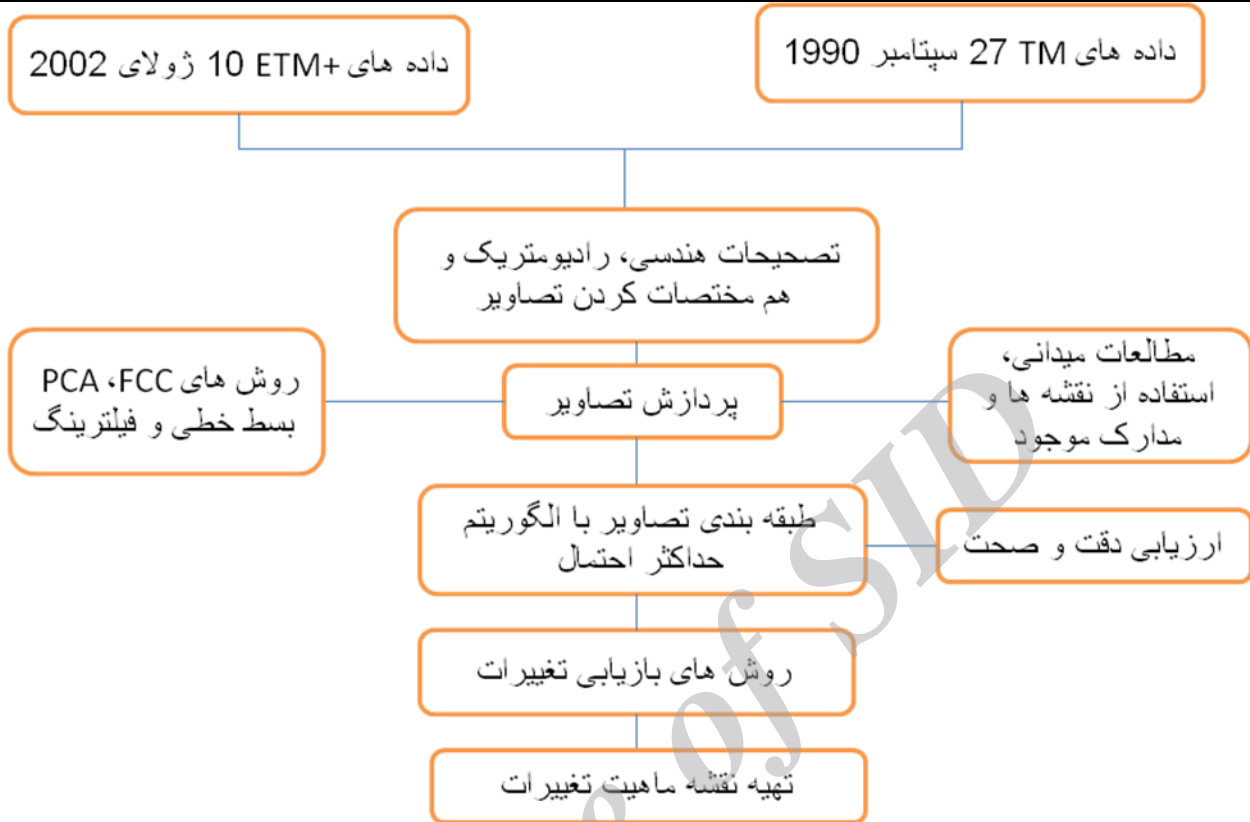 داده های TM 27 سپتامبر 1990
داده های +ETM 10 ژولای 2002
تصحیحات هندسی، رادیومتریک و
هم مختصات کردن تصاویر
مطالعات میدانی،
استفاده از نقشه ها و
مدارک موجود
پردازش تصاویر
روش های PCA ،FCC
بسط خطی و فیلترینگ
طبقه بندی تصاویر با الگوریتم
حداکثر احتمال
ارزیابی دقت و صحت
روش های بازیابی تغییرات
تهیه نقشه ماهیت تغییرات
of SID